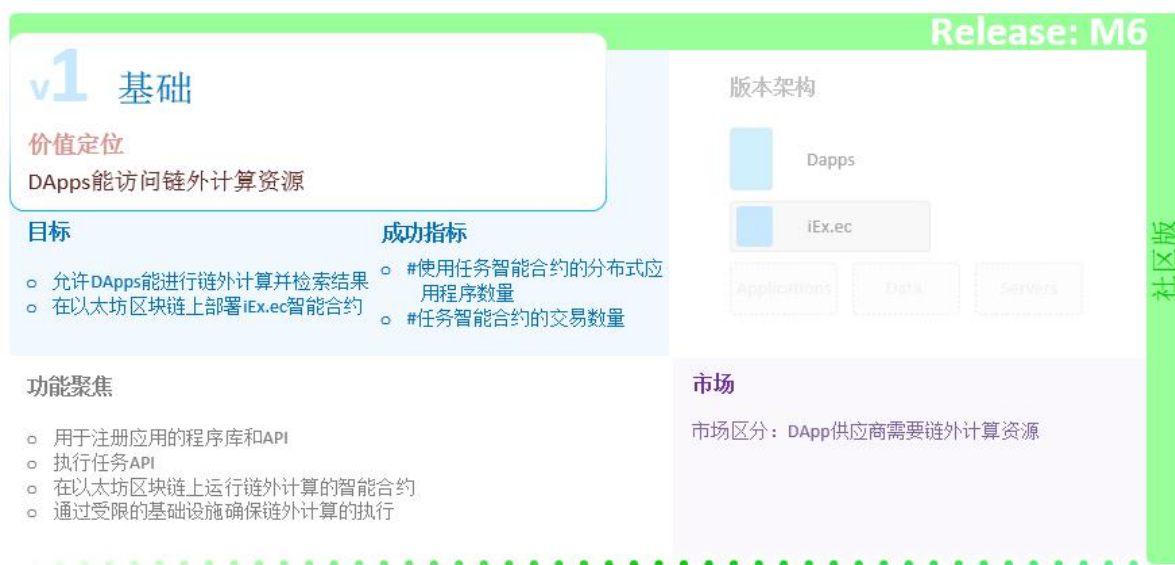 Release: M6
v1 基础
价值定位
DApps能访问链外计算资源
目标
允许DApps能进行链外计算并检索结果
在以太坊区块链上部署iEx.ec智能合约
成功指标
#使用任务智能合约的分布式应
用程序数量
#任务智能合约的交易数量
版本架构
Dapps
iEx.ec
Applications
Data
Servers
社区版
功能聚焦
用于注册应用的程序库和API
执行任务API
在以太坊区块链上运行链外计算的智能合约
通过受限的基础设施确保链外计算的执行
市场
市场区分：DApp供应商需要链外计算资源